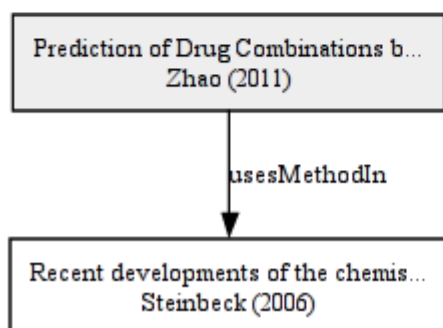 Prediction of Drug Combinations b...
Zhao (2011)
usesMethodIn
Recent developments of the chemis...
Steinbeck (2006)